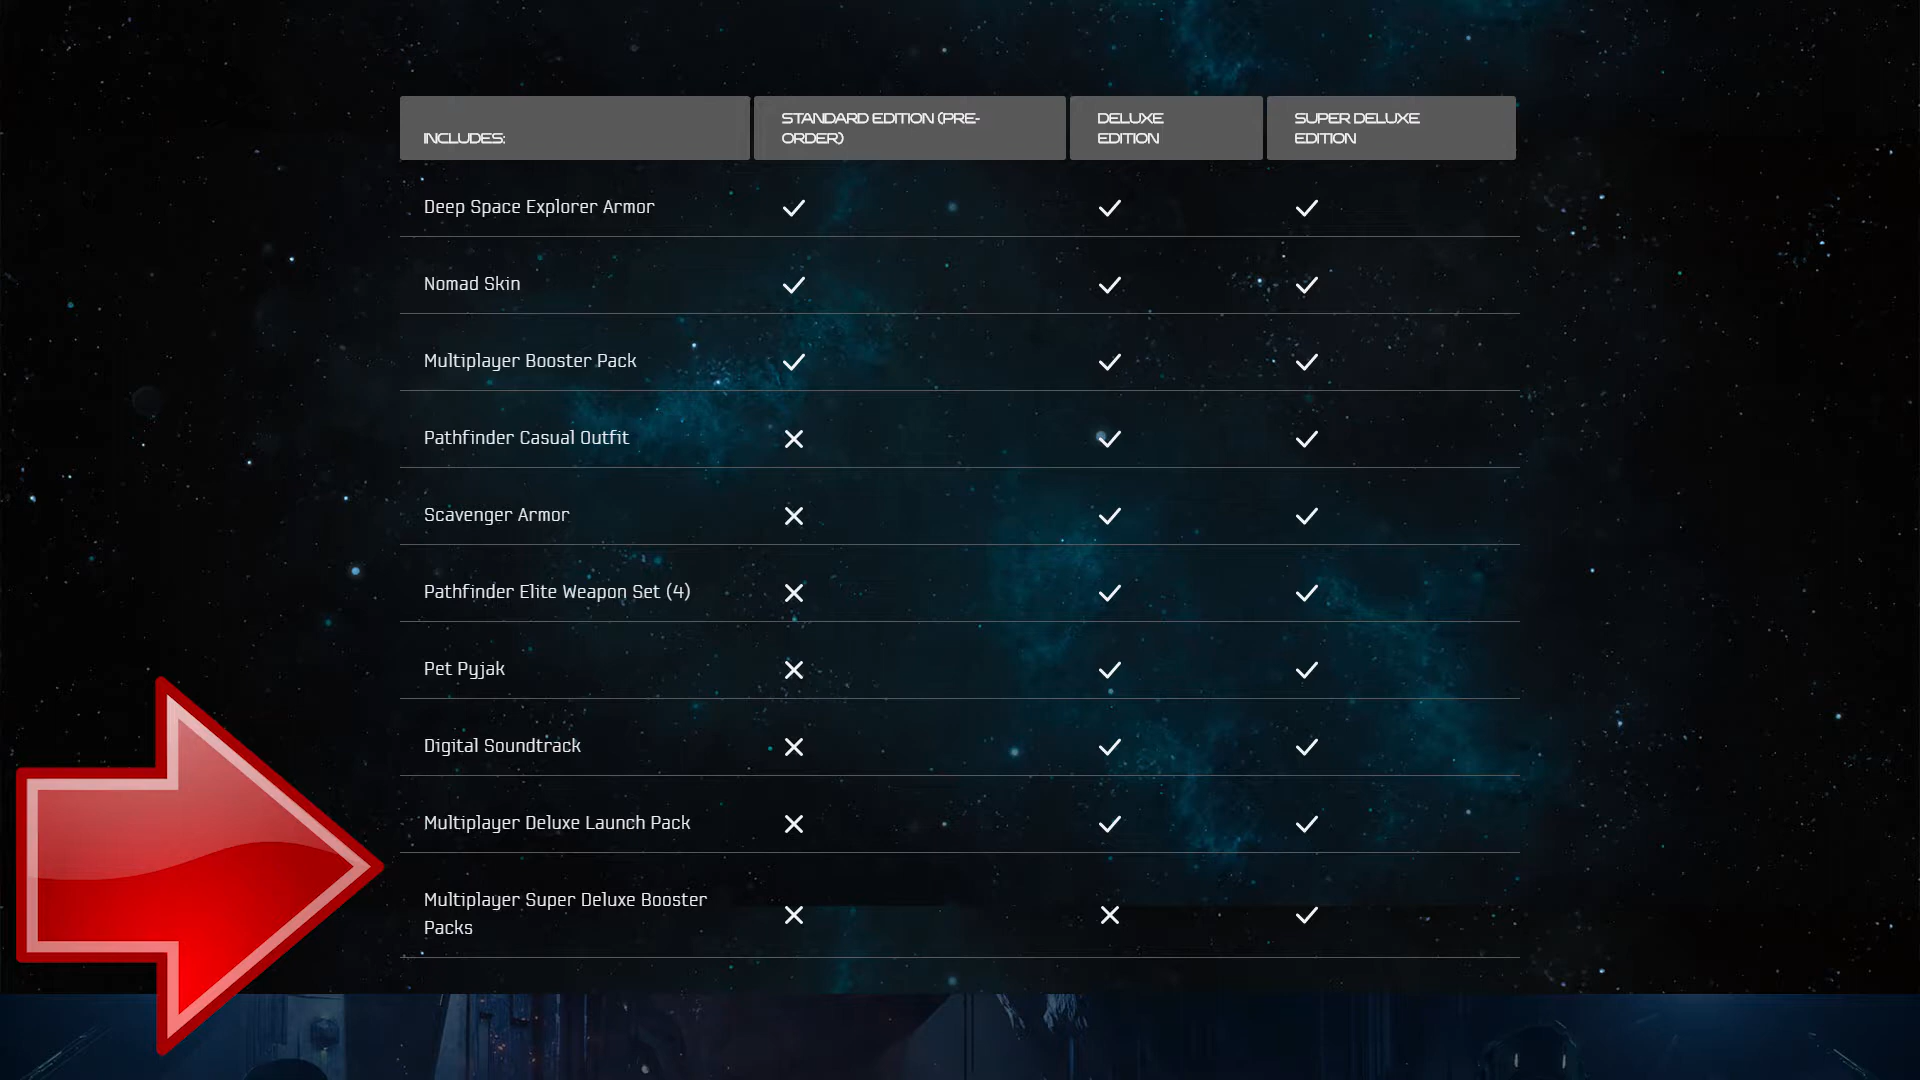 INCLUDES:
STANDARD EDITION (PRE-
ORDER)
DELUXE
EDITION
SUPER DELUXE
EDITION
Deep Space Explorer Armor
Nomad Skin
Multiplayer Booster Pack
Pathfinder Casual Outfit
Scavenger Armor
Pathfinder Elite Weapon Set (4)
Pet Pyjak
Digital Soundtrack
Multiplayer Deluxe Launch Pack
Multiplayer Super Deluxe Booster
Packs